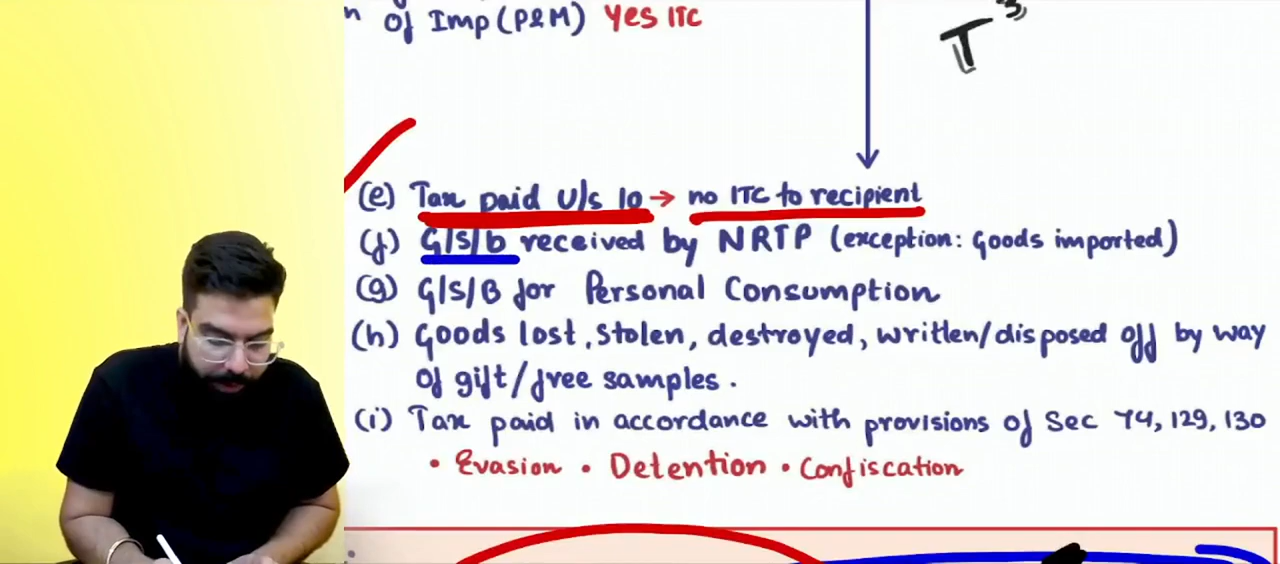 of Imp (P&M) Yes ITC
T
(e) Tax paid U/s 10 → no ITC to recipient
(f) G/S/b received by NRTP (exception: Goods imported)
(g) G/S/B for Personal Consumption
(h) Goods lost, Stolen, destroyed, written/disposed off by way
of gift/free samples.
(i) Tax paid in accordance with provisions of Sec 74, 129, 130
• Evasion • Detention • Confiscation